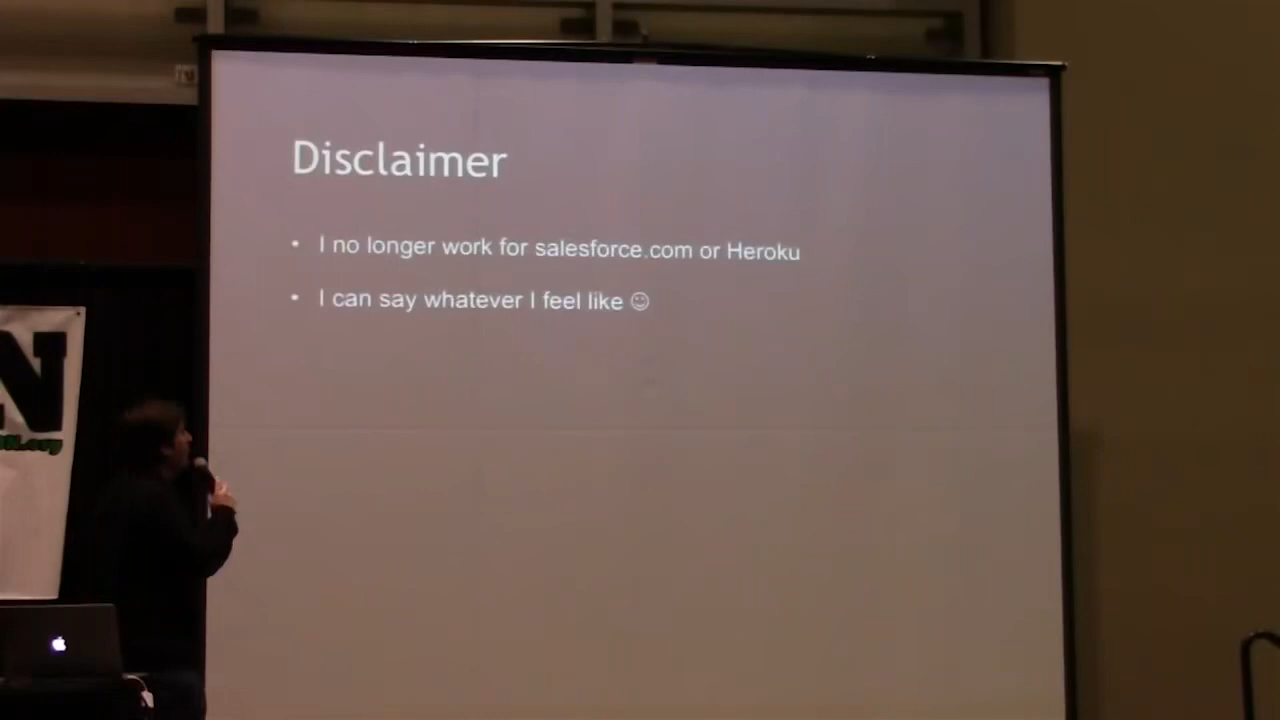 Disclaimer
• I no longer work for salesforce.com or Heroku
• I can say whatever I feel like ☺
N